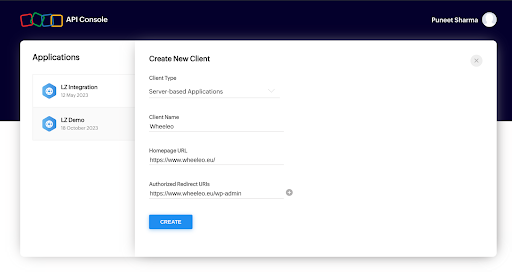 API Console
Puneet Sharma
Applications
LZ Integration
12 May 2023
LZ Demo
16 October 2023
Create New Client
Client Type
Server-based Applications
Client Name
Wheeleo
Homepage URL
https://www.wheeleo.eu/
Authorized Redirect URIs
https://www.wheeleo.eu/wp-admin
CREATE